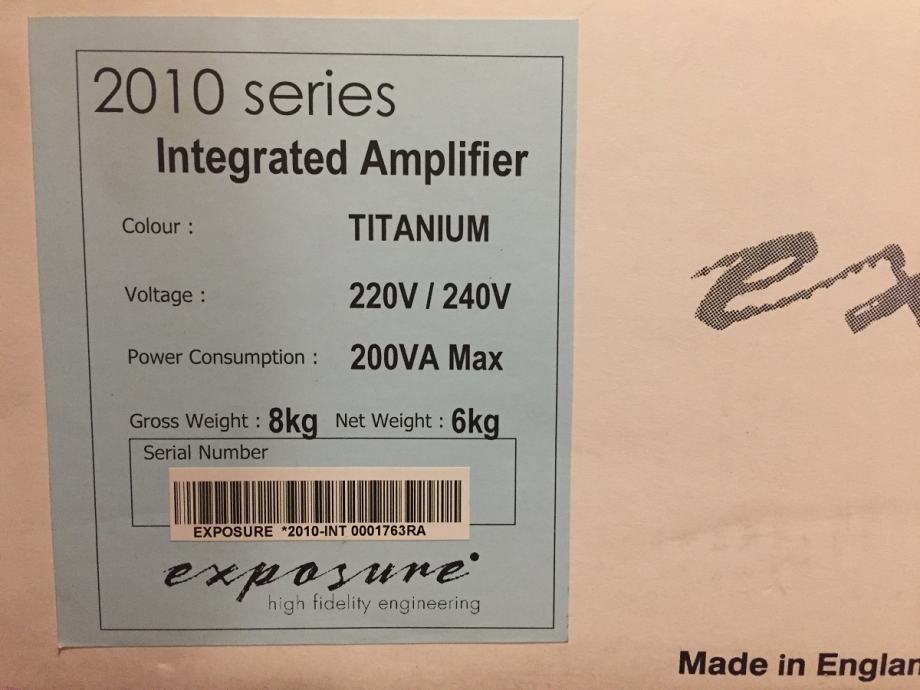 2010 series
Integrated Amplifier
Colour : TITANIUM
Voltage : 220V / 240V
Power Consumption : 200VA Max
Gross Weight : 8kg Net Weight : 6kg
Serial Number
EXPOSURE *2010-INT 0001763RA
exposure
high fidelity engineering
ex
Made in Englan